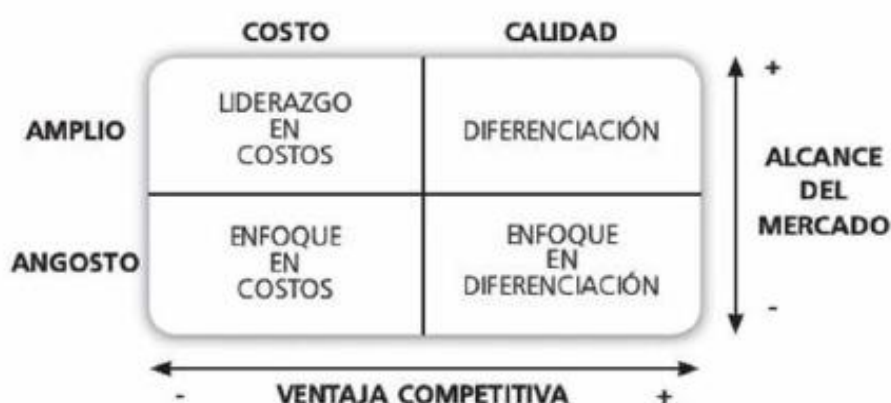 COSTO CALIDAD
+
AMPLIO
LIDERAZGO
EN
COSTOS
DIFERENCIACIÓN
ALCANCE
DEL
MERCADO
ANGOSTO
ENFOQUE
EN
COSTOS
ENFOQUE
EN
DIFERENCIACIÓN
-
- VENTAJA COMPETITIVA +